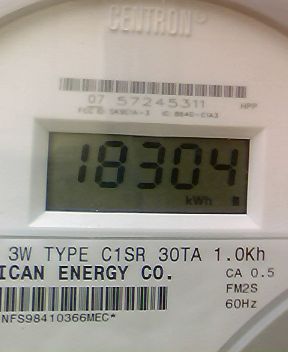 CENTRON®
07 57245311 HPP
18304
kWh
3W TYPE C1SR 30TA 1.0Kh
ICAN ENERGY CO. CA 0.5
FM2S
60Hz
NFS98410366MEC*